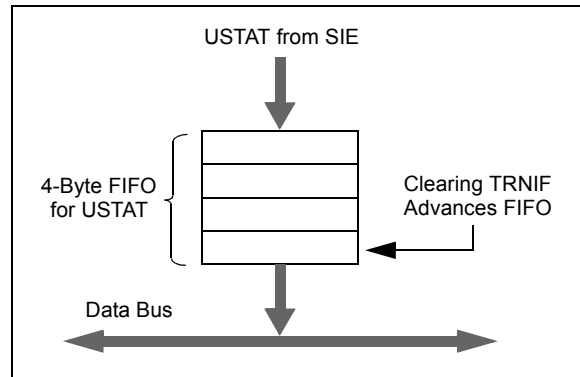 USTAT from SIE
4-Byte FIFO
for USTAT
Clearing TRNIF
Advances FIFO
Data Bus